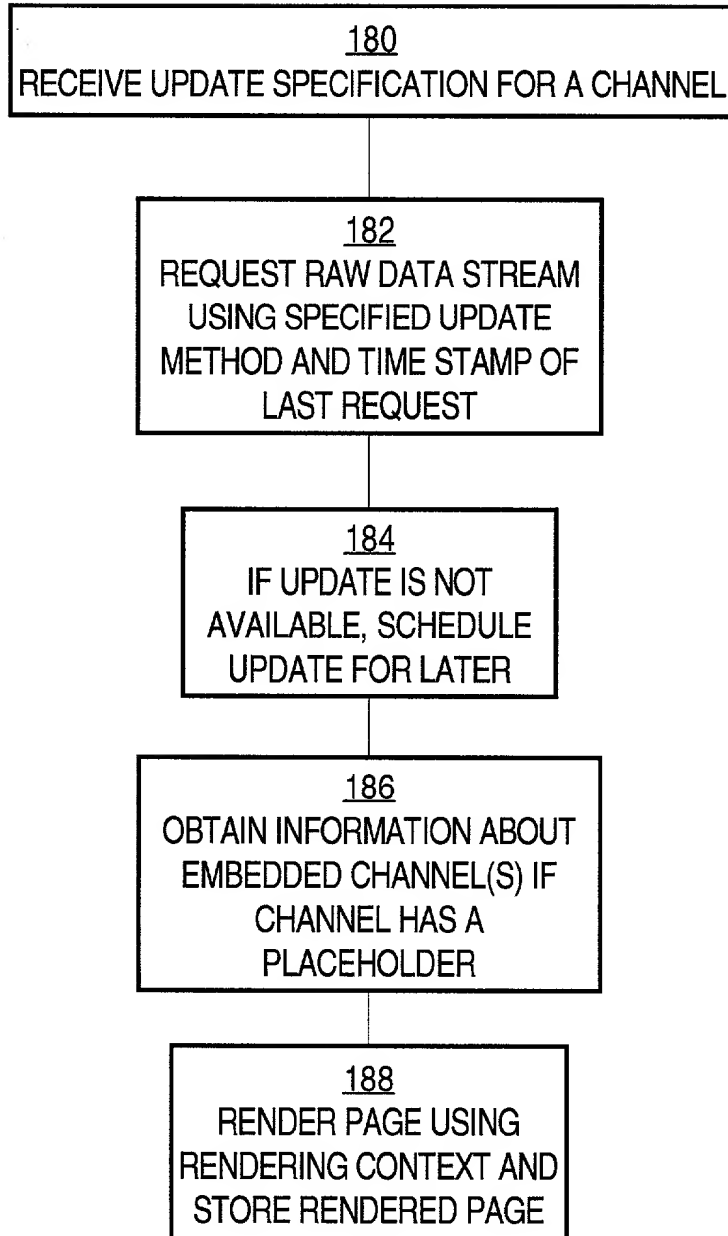 180
RECEIVE UPDATE SPECIFICATION FOR A CHANNEL
182
REQUEST RAW DATA STREAM
USING SPECIFIED UPDATE
METHOD AND TIME STAMP OF
LAST REQUEST
184
IF UPDATE IS NOT
AVAILABLE, SCHEDULE
UPDATE FOR LATER
186
OBTAIN INFORMATION ABOUT
EMBEDDED CHANNEL(S) IF
CHANNEL HAS A
PLACEHOLDER
188
RENDER PAGE USING
RENDERING CONTEXT AND
STORE RENDERED PAGE